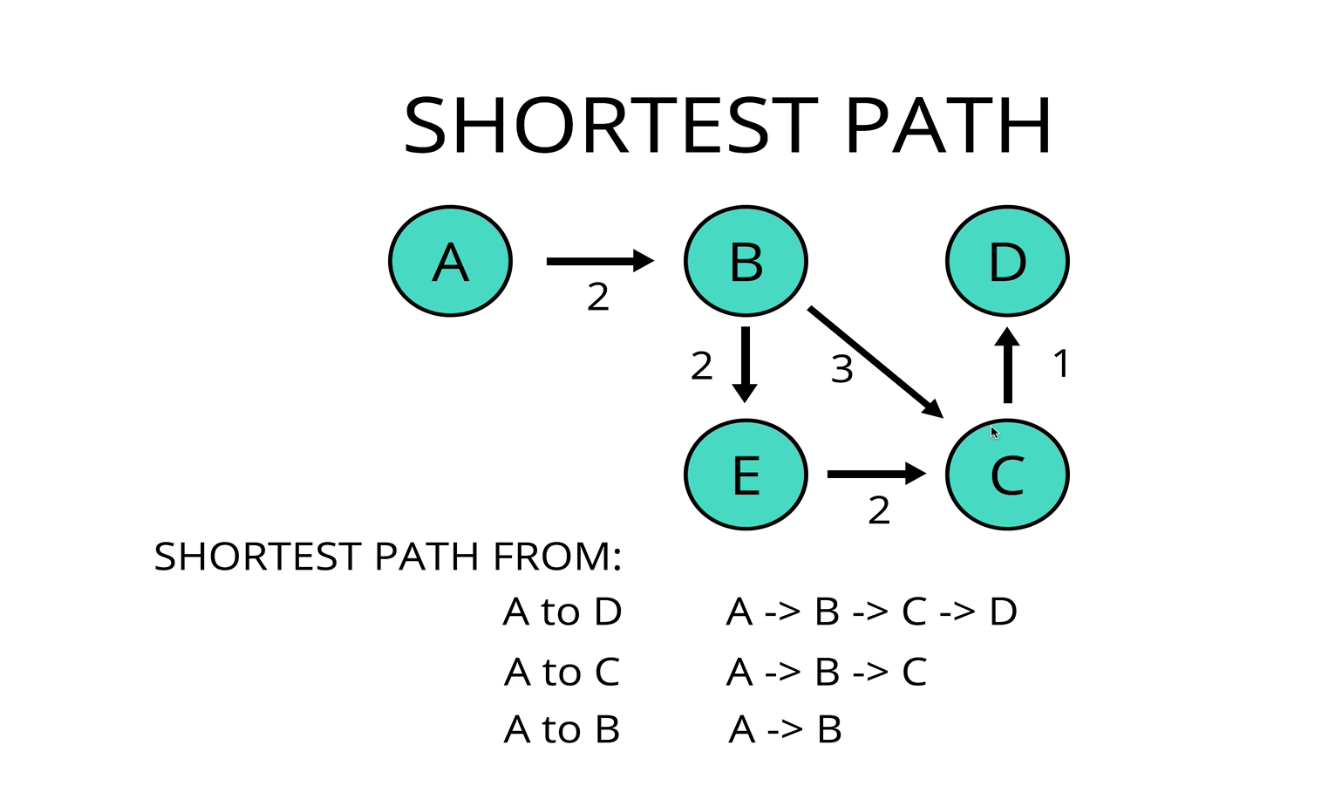 SHORTEST PATH
A
B
D
2
2
3
1
E
C
2
SHORTEST PATH FROM:
A to D A -> B -> C -> D
A to C A -> B -> C
A to B A -> B